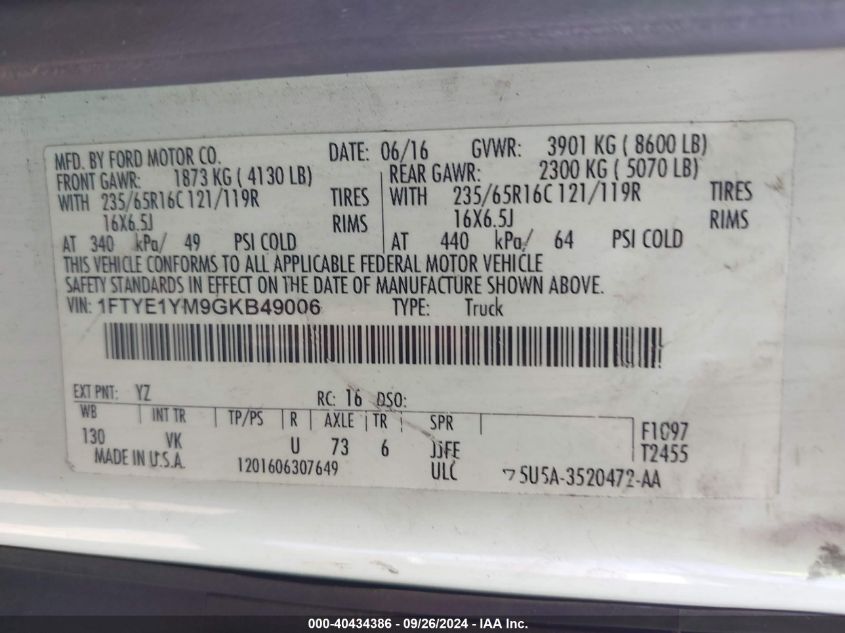 MFD. BY FORD MOTOR CO. DATE: 06/16 GVWR: 3901 KG ( 8600 LB)
FRONT GAWR: 1873 KG ( 4130 LB) REAR GAWR: 2300 KG ( 5070 LB)
WITH 235/65R16C 121/119R TIRES WITH 235/65R16C 121/119R TIRES
16X6.5J RIMS 16X6.5J RIMS
AT 340 kPa/ 49 PSI COLD AT 440 kPa/ 64 PSI COLD
THIS VEHICLE CONFORMS TO ALL APPLICABLE FEDERAL MOTOR VEHICLE
SAFETY STANDARDS IN EFFECT ON THE DATE OF MANUFACTURE SHOWN ABOVE.
VIN: 1FTYE1YM9GKB49006 TYPE: Truck
EXT PNT: YZ RC: 16 DSO:
WB INT TR TP/PS R AXLE TR SPR
130 VK U 73 6 JJFE F1097
MADE IN U.S.A. 1201606307649 ULC T2455
5U5A-3520472-AA
000-40434386 - 09/26/2024 - IAA Inc.